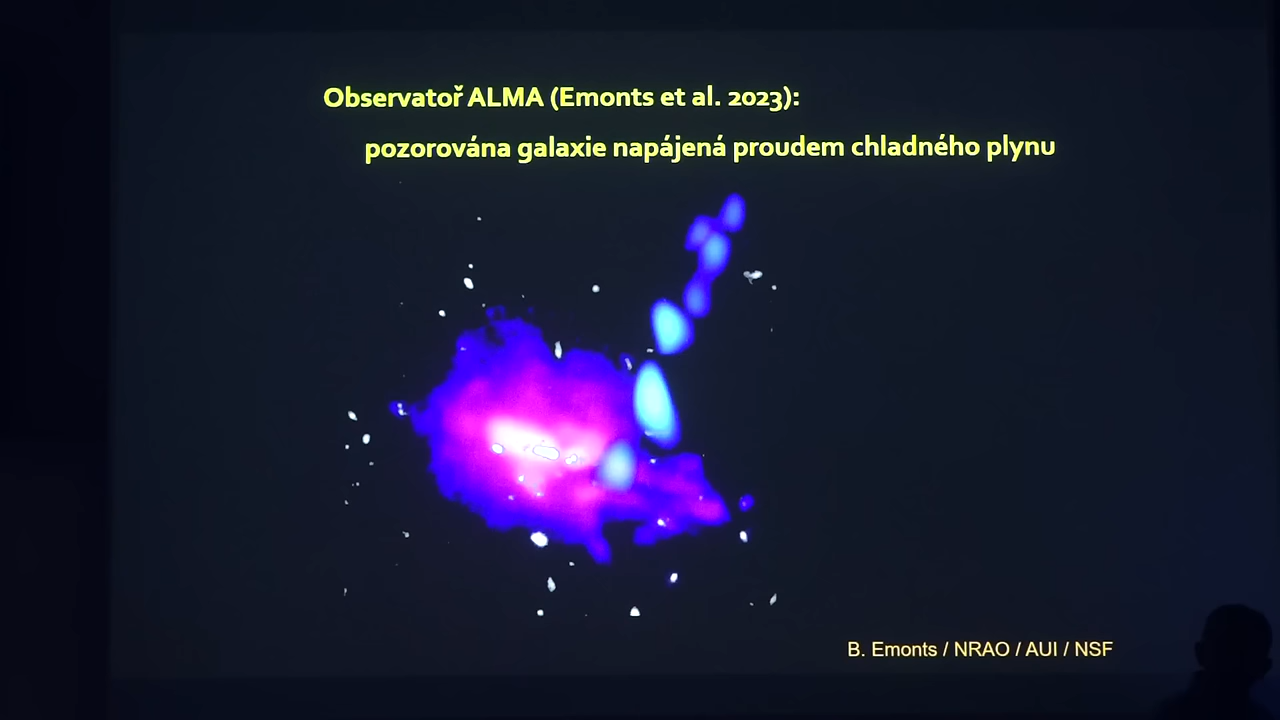 Observatoř ALMA (Emonts et al. 2023):
pozorována galaxie napájená proudem chladného plynu
B. Emonts / NRAO / AUI / NSF